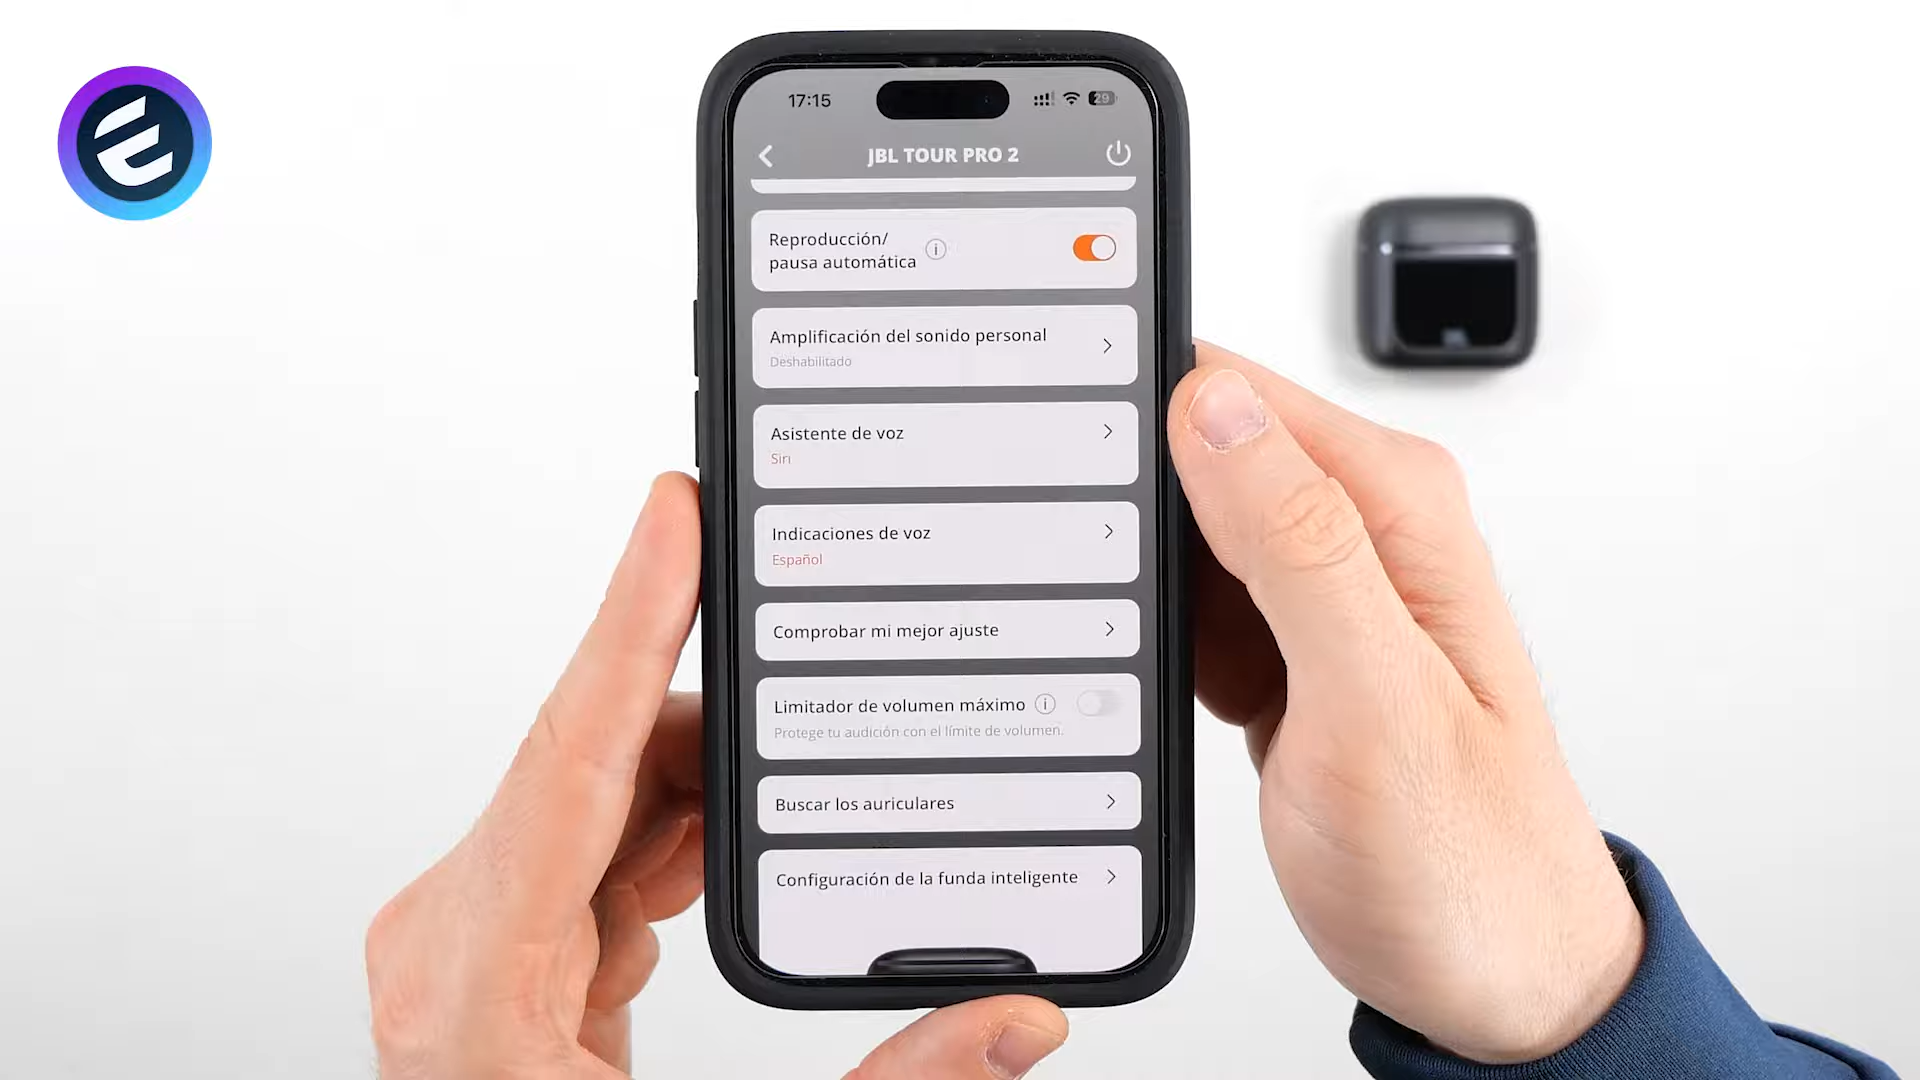 17:15
29
JBL TOUR PRO 2
Reproducción/
pausa automática
Amplificación del sonido personal
Deshabilitado
Asistente de voz
Siri
Indicaciones de voz
Español
Comprobar mi mejor ajuste
Limitador de volumen máximo
Protege tu audición con el límite de volumen.
Buscar los auriculares
Configuración de la funda inteligente